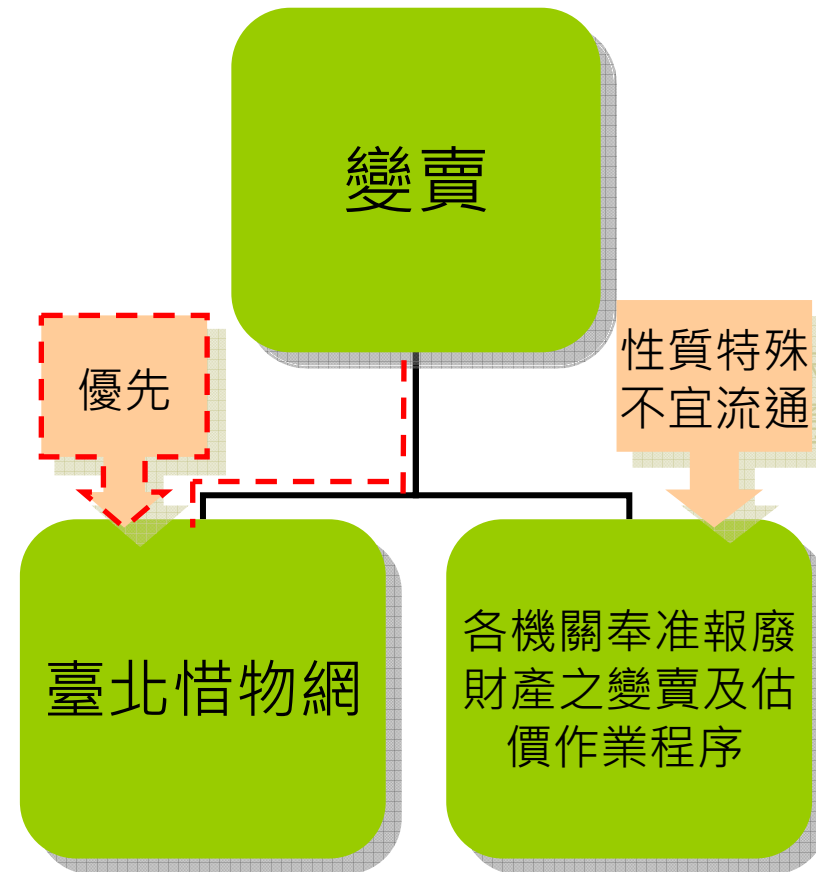 變賣
優先
性質特殊
不宜流通
臺北惜物網
各機關奉准報廢
財產之變賣及估
價作業程序